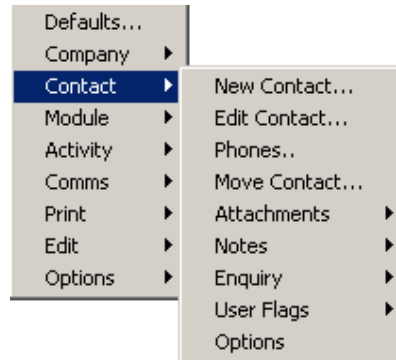 Defaults...
Company
Contact
Module
Activity
Comms
Print
Edit
Options
New Contact...
Edit Contact...
Phones..
Move Contact...
Attachments
Notes
Enquiry
User Flags
Options